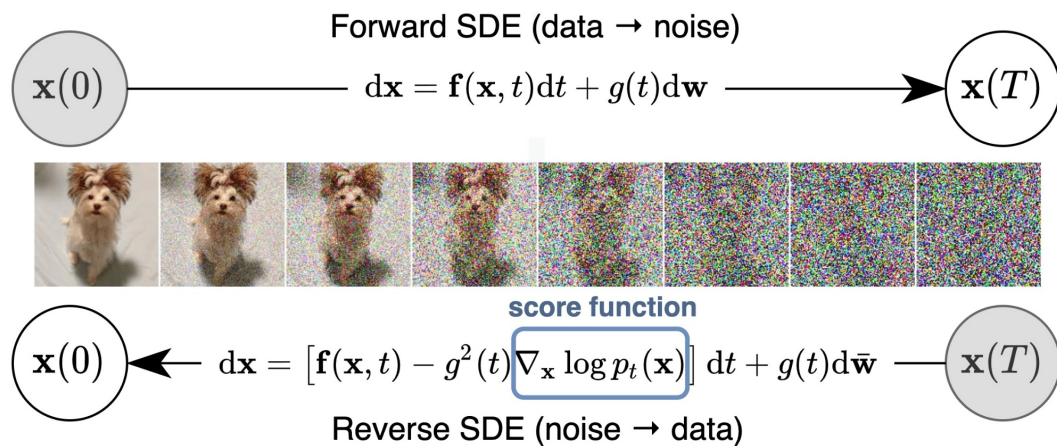 Forward SDE (data → noise)
x(0) dx = f(x, t)dt + g(t)dw x(T)
score function
x(0) dx = [f(x, t) − g²(t)∇ₓ log pₜ(x)] dt + g(t)dw̄ x(T)
Reverse SDE (noise → data)